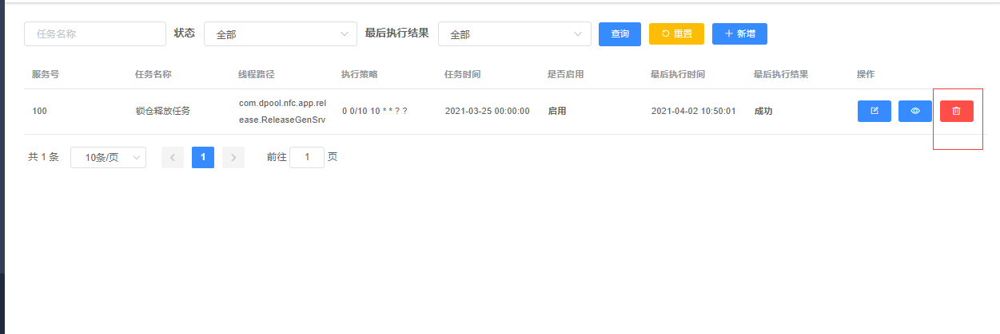 任务名称 状态 全部 最后执行结果 全部 查询 重置 新增
服务号 任务名称 线程路径 执行策略 任务时间 是否启用 最后执行时间 最后执行结果 操作
100 锁仓释放任务 com.dpool.nfc.app.rel 0 0/10 10 * * ? ? 2021-03-25 00:00:00 启用 2021-04-02 10:50:01 成功
ease.ReleaseGenSrv
共 1 条 10条/页 1 前往 1 页